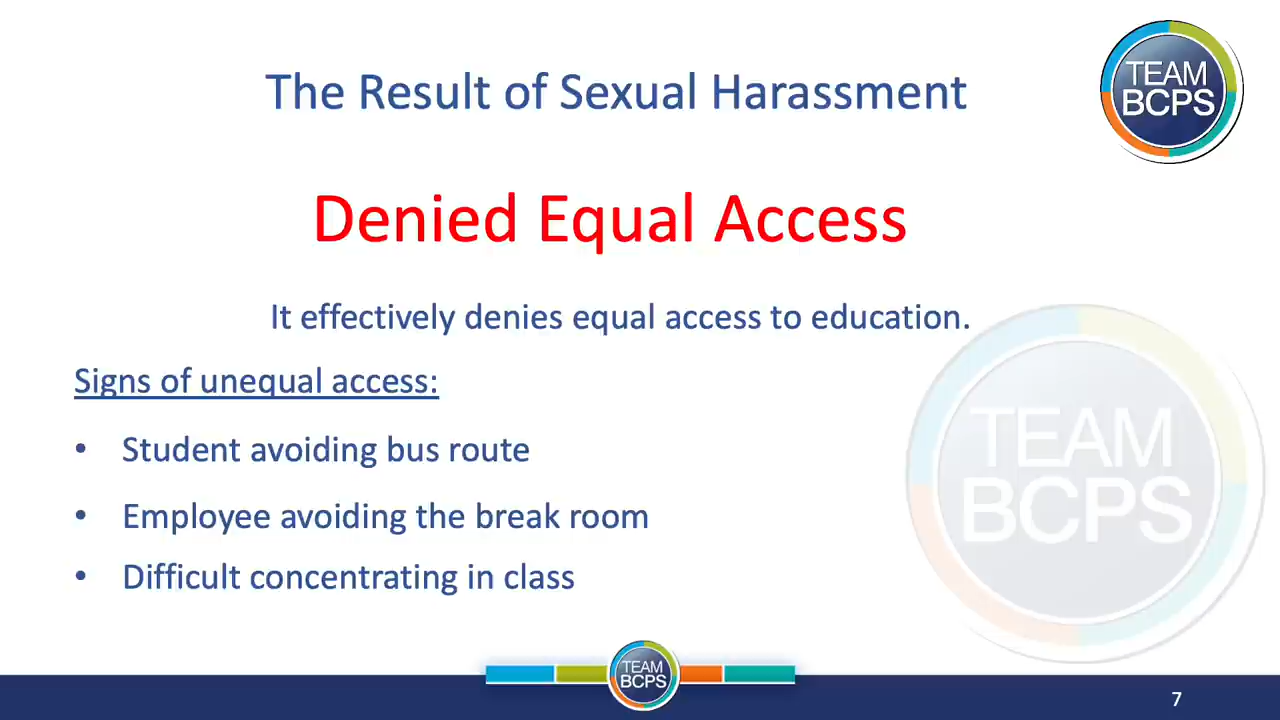 The Result of Sexual Harassment
TEAM
BCPS
Denied Equal Access
It effectively denies equal access to education.
Signs of unequal access:
• Student avoiding bus route
• Employee avoiding the break room
• Difficult concentrating in class
TEAM
BCPS
TEAM
BCPS
7